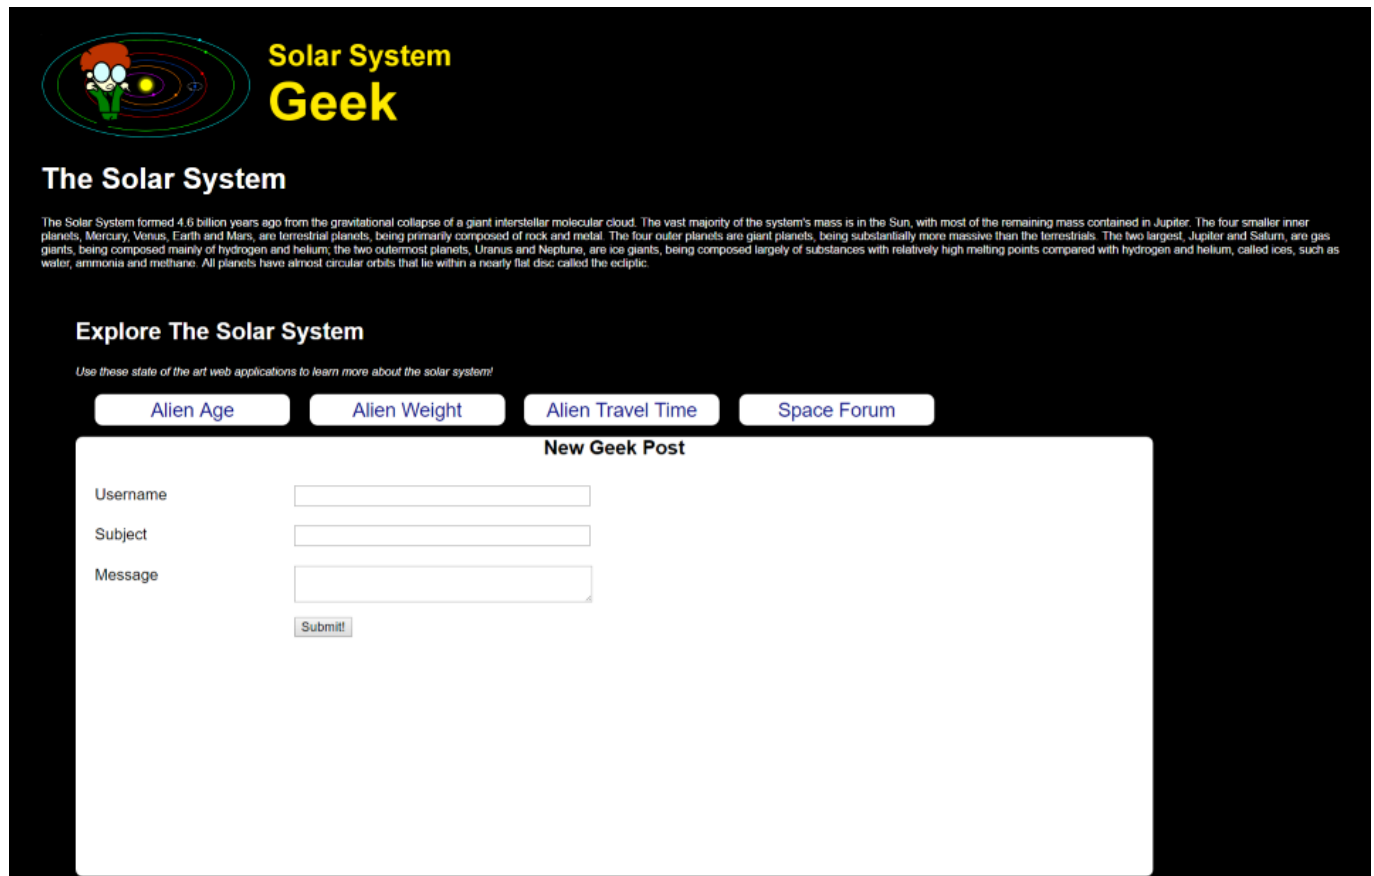 Solar System
Geek
The Solar System
The Solar System formed 4.6 billion years ago from the gravitational collapse of a giant interstellar molecular cloud. The vast majority of the system's mass is in the Sun, with most of the remaining mass contained in Jupiter. The four smaller inner
planets, Mercury, Venus, Earth and Mars, are terrestrial planets, being primarily composed of rock and metal. The four outer planets are giant planets, being substantially more massive than the terrestrials. The two largest, Jupiter and Saturn, are gas
giants, being composed mainly of hydrogen and helium; the two outermost planets, Uranus and Neptune, are ice giants, being composed largely of substances with relatively high melting points compared with hydrogen and helium, called ices, such as
water, ammonia and methane. All planets have almost circular orbits that lie within a nearly flat disc called the ecliptic.
Explore The Solar System
Use these state of the art web applications to learn more about the solar system!
Alien Age Alien Weight Alien Travel Time Space Forum
New Geek Post
Username
Subject
Message
Submit!